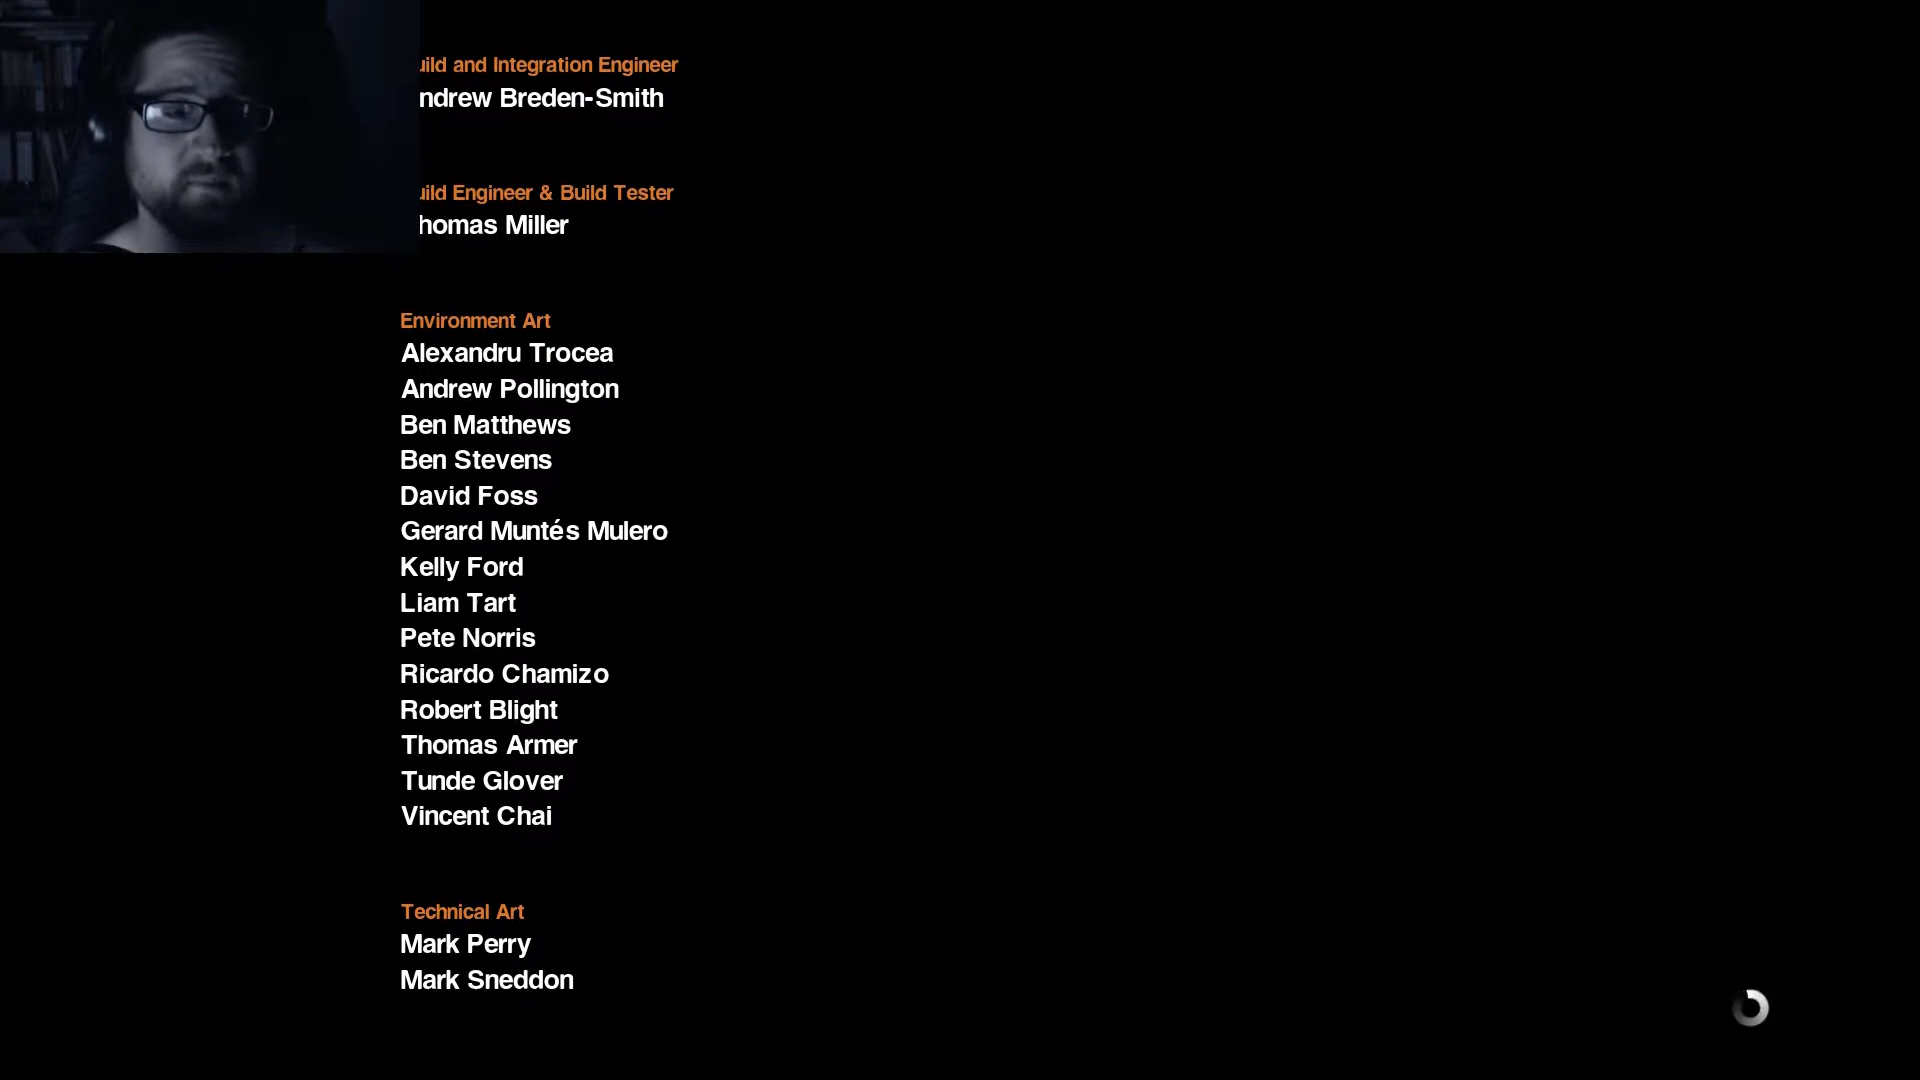 uild and Integration Engineer
ndrew Breden-Smith
uild Engineer & Build Tester
homas Miller
Environment Art
Alexandru Trocea
Andrew Pollington
Ben Matthews
Ben Stevens
David Foss
Gerard Muntés Mulero
Kelly Ford
Liam Tart
Pete Norris
Ricardo Chamizo
Robert Blight
Thomas Armer
Tunde Glover
Vincent Chai
Technical Art
Mark Perry
Mark Sneddon